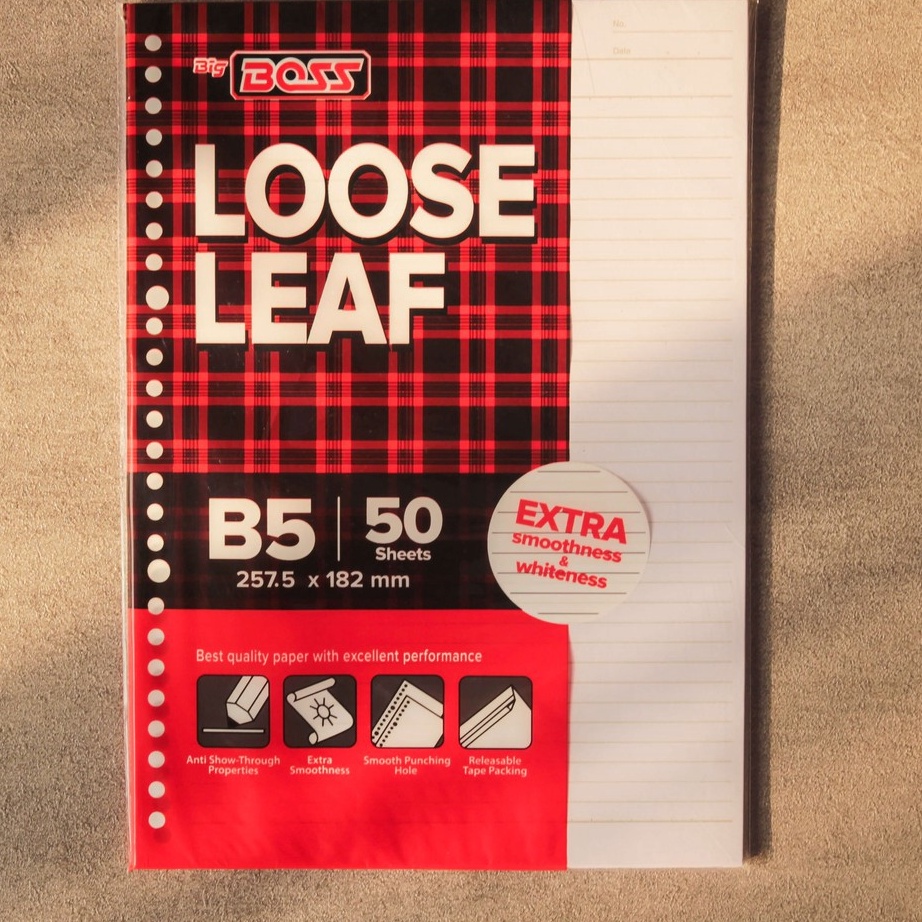 No.
Date
Big BOSS
LOOSE
LEAF
B5
50
Sheets
257.5 x 182 mm
EXTRA
smoothness
&
whiteness
Best quality paper with excellent performance
Anti Show-Through
Properties
Extra
Smoothness
Smooth Punching
Hole
Releasable
Tape Packing